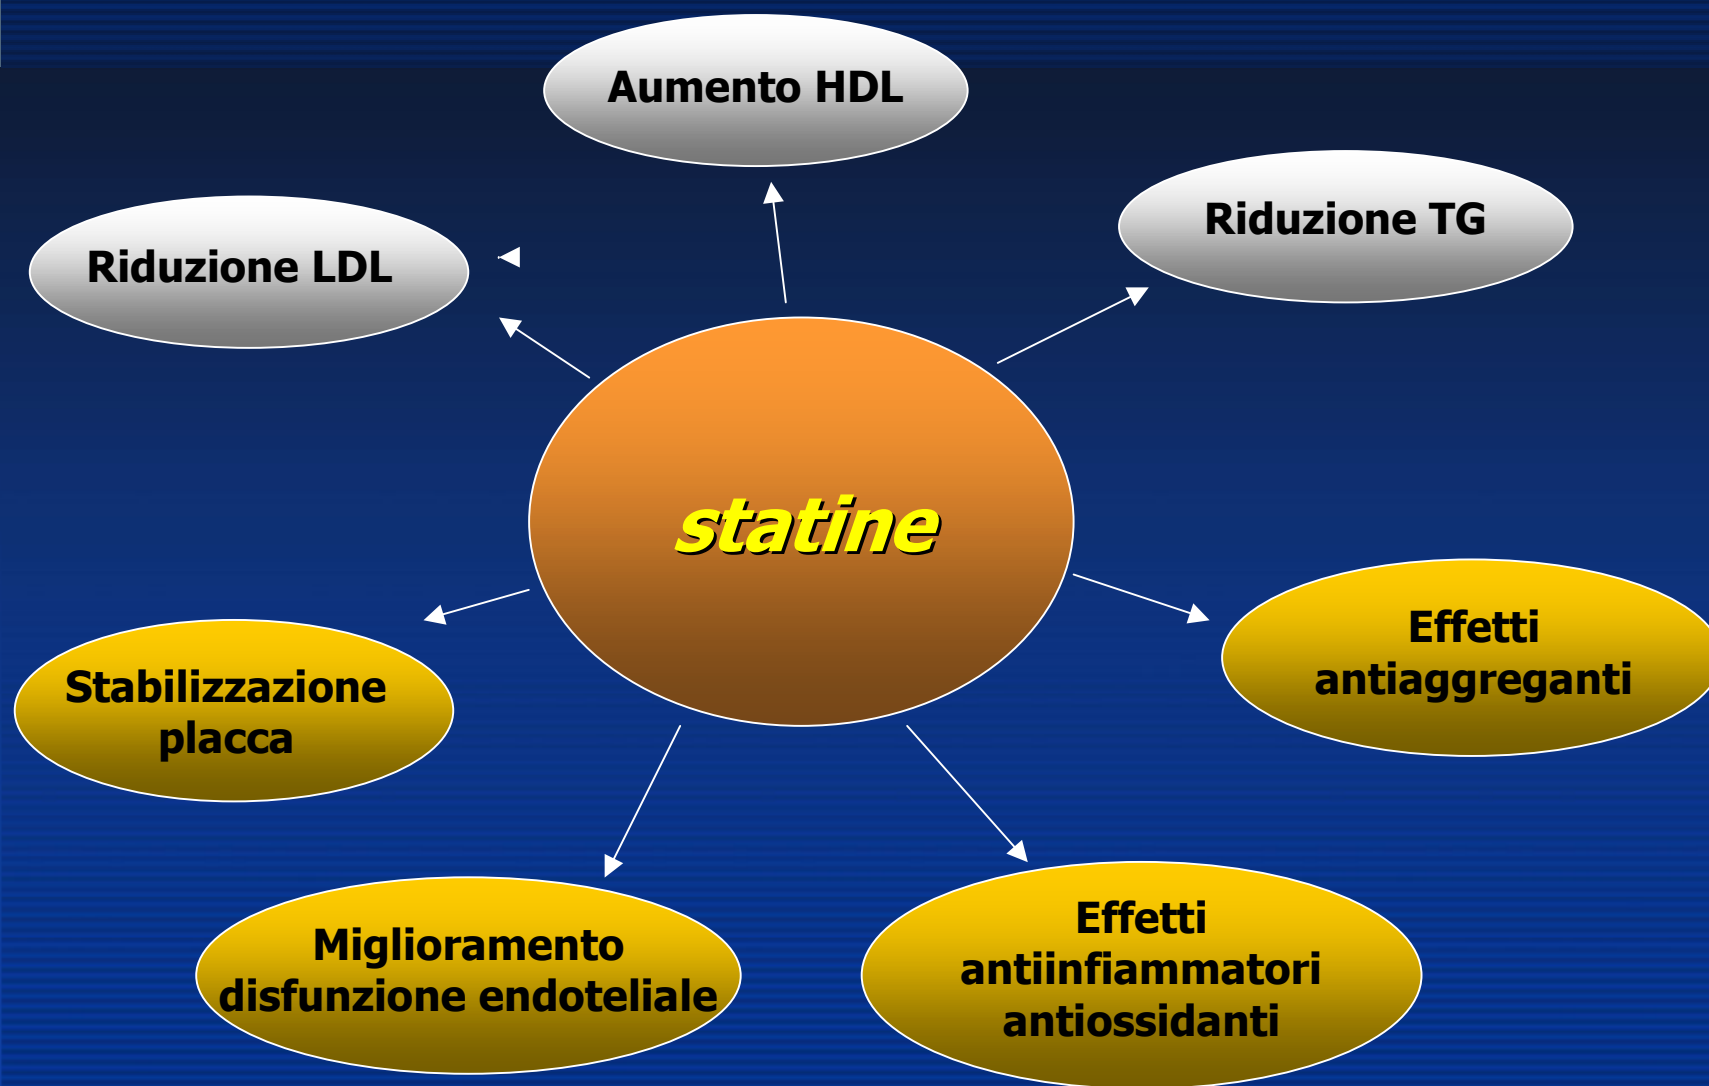 Aumento HDL
Riduzione TG
Riduzione LDL
statine
Effetti
antiaggreganti
Stabilizzazione
placca
Miglioramento
disfunzione endoteliale
Effetti
antiinfiammatori
antiossidanti